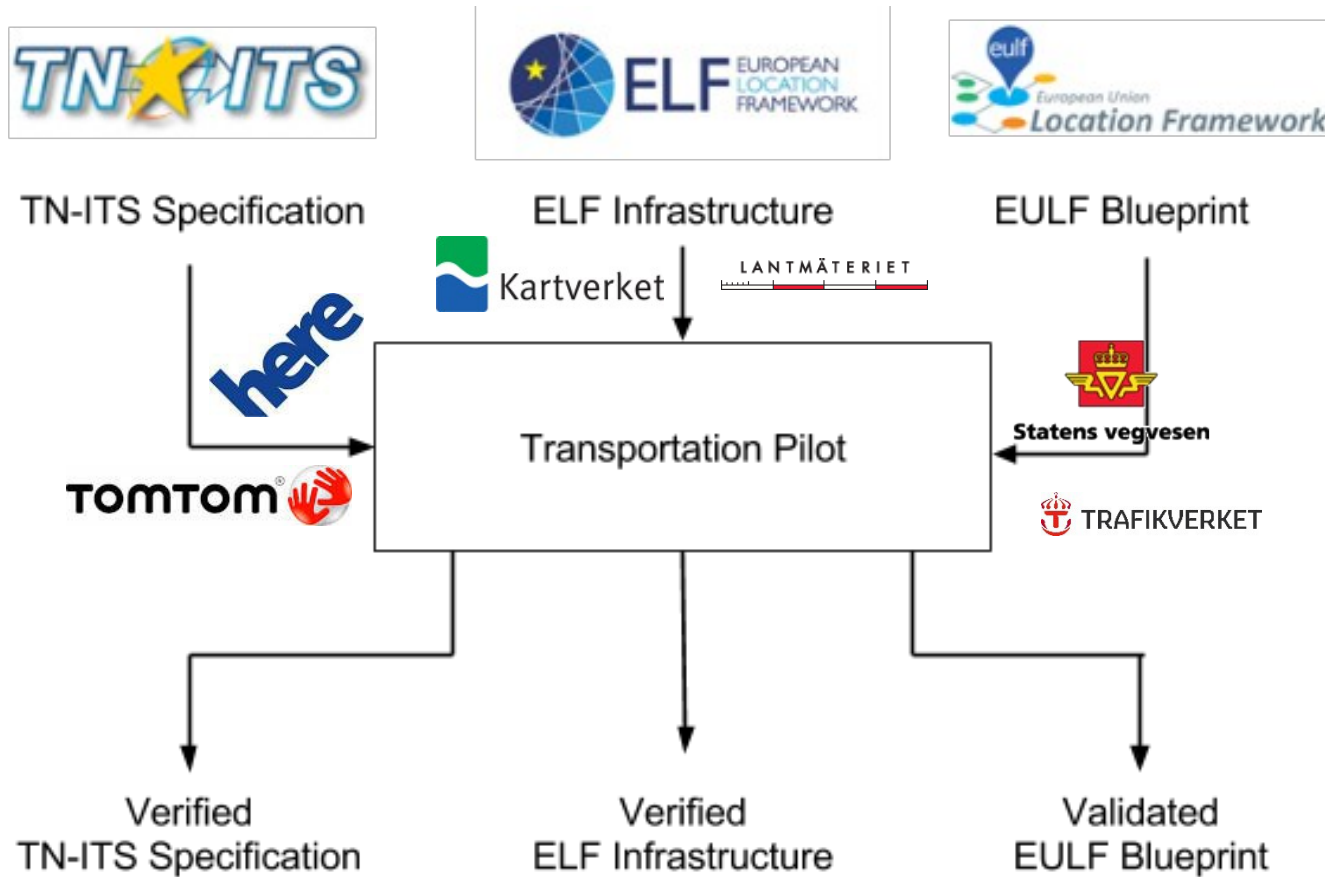 TN ITS
ELF EUROPEAN
LOCATION
FRAMEWORK
eulf
European Union
Location Framework
TN-ITS Specification
ELF Infrastructure
EULF Blueprint
Kartverket
LANTMÄTERIET
here
Transportation Pilot
Statens vegvesen
TOMTOM®
TRAFIKVERKET
Verified
TN-ITS Specification
Verified
ELF Infrastructure
Validated
EULF Blueprint